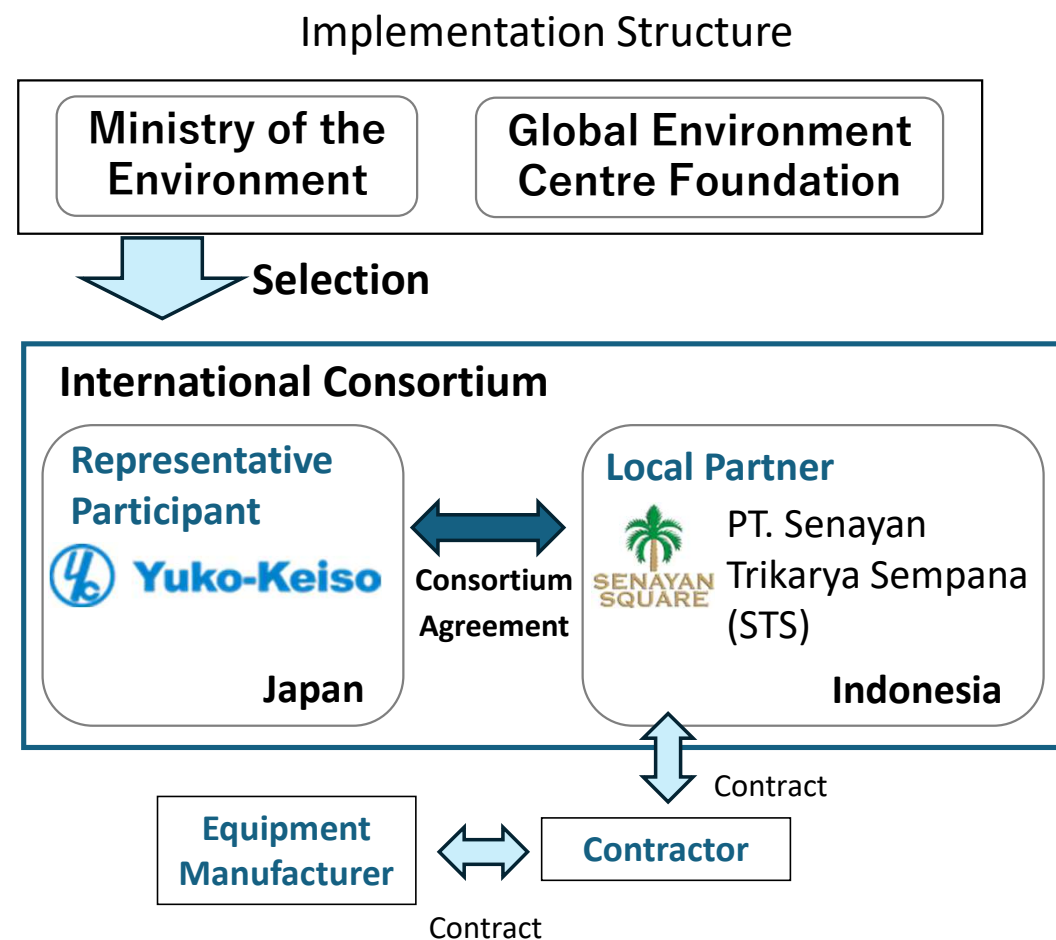 Implementation Structure
Ministry of the
Environment
Global Environment
Centre Foundation
Selection
International Consortium
Representative
Participant
Yuko-Keiso
Japan
Consortium
Agreement
Local Partner
SENAYAN
SQUARE
PT. Senayan
Trikarya Sempana
(STS)
Indonesia
Contract
Equipment
Manufacturer
Contractor
Contract